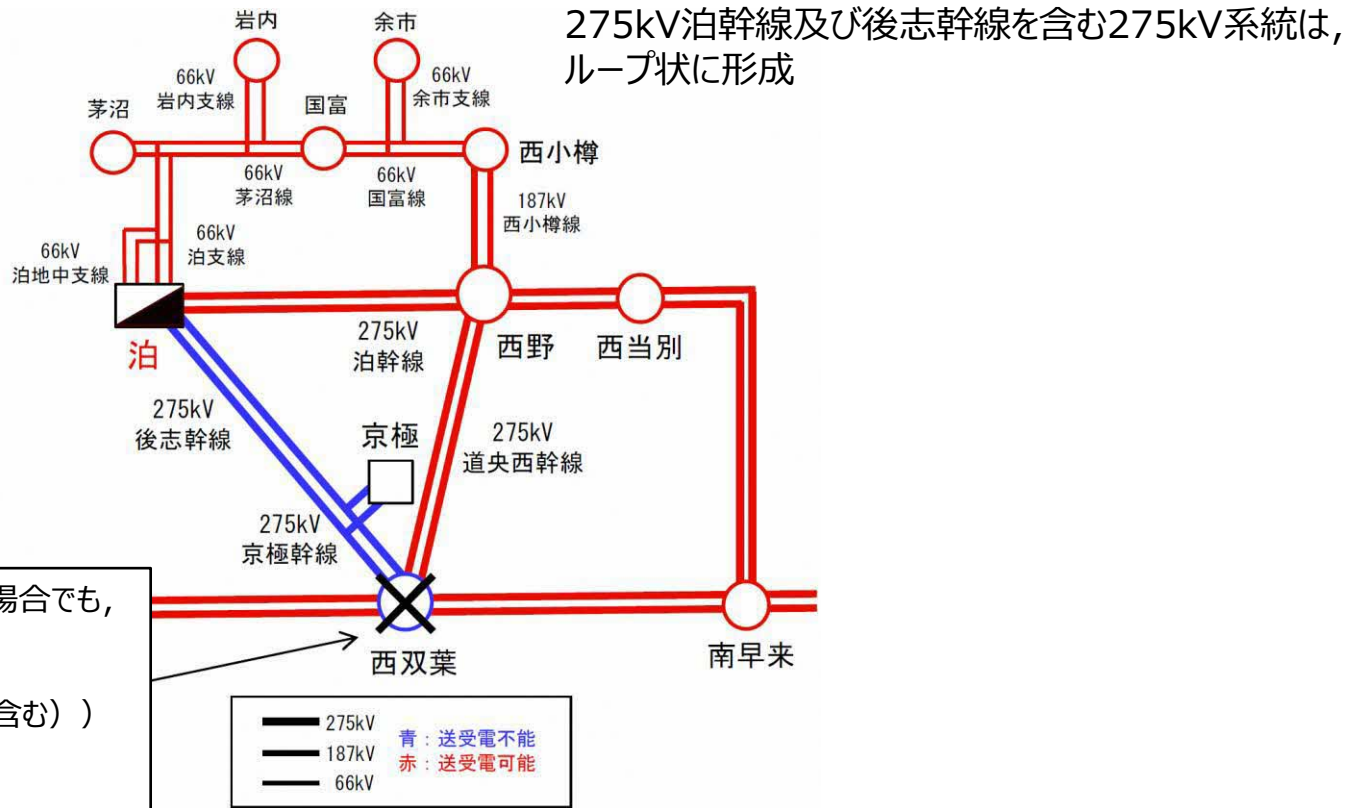 275kV泊幹線及び後志幹線を含む275kV系統は,
ループ状に形成
岩内
余市
66kV
岩内支線
66kV
余市支線
茅沼
国富
西小樽
66kV
茅沼線
66kV
国富線
187kV
西小樽線
66kV
泊支線
66kV
泊地中支線
泊
275kV
泊幹線
西野
西当別
275kV
後志幹線
京極
275kV
道央西幹線
275kV
京極幹線
場合でも,
含む））
西双葉
南早来
275kV
187kV
66kV
青：送受電不能
赤：送受電可能